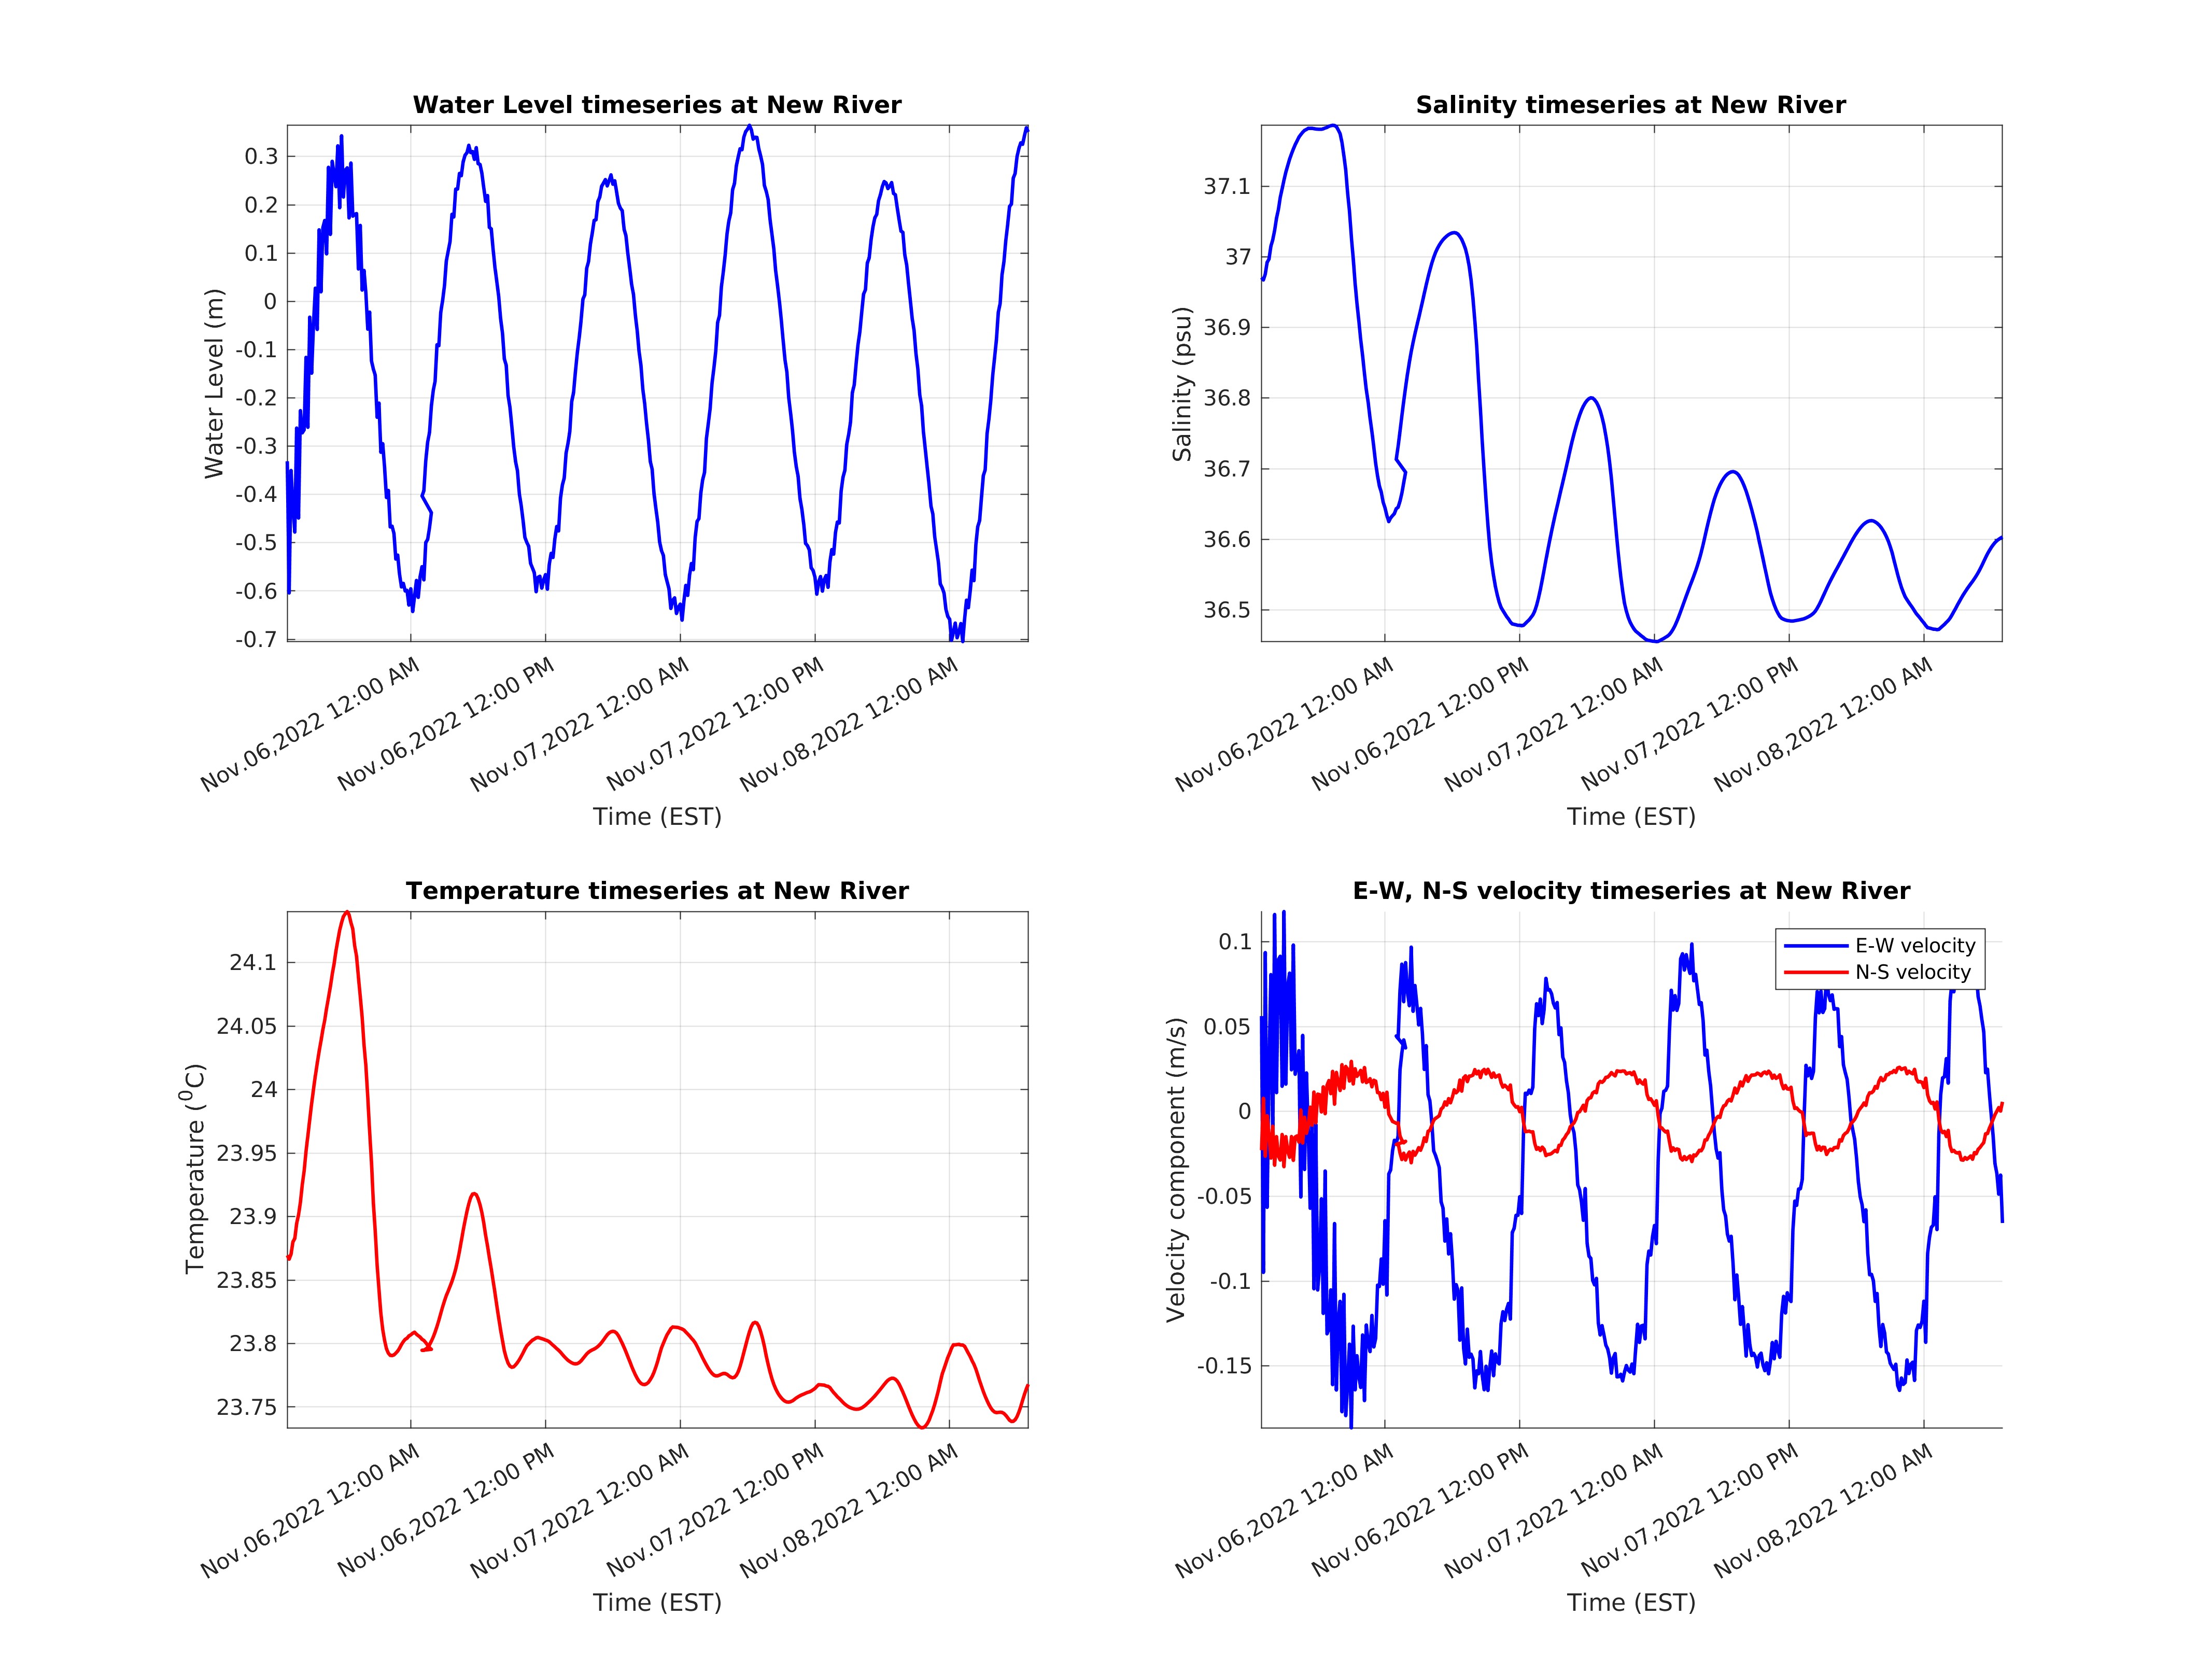 Water Level timeseries at New River
Water Level (m)
0.3
0.2
0.1
0
-0.1
-0.2
-0.3
-0.4
-0.5
-0.6
-0.7
Nov.06,2022 12:00 AM
Nov.06,2022 12:00 PM
Nov.07,2022 12:00 AM
Nov.07,2022 12:00 PM
Nov.08,2022 12:00 AM
Time (EST)
Salinity timeseries at New River
Salinity (psu)
37.1
37
36.9
36.8
36.7
36.6
36.5
Nov.06,2022 12:00 AM
Nov.06,2022 12:00 PM
Nov.07,2022 12:00 AM
Nov.07,2022 12:00 PM
Nov.08,2022 12:00 AM
Time (EST)
Temperature timeseries at New River
Temperature (⁰C)
24.1
24.05
24
23.95
23.9
23.85
23.8
23.75
Nov.06,2022 12:00 AM
Nov.06,2022 12:00 PM
Nov.07,2022 12:00 AM
Nov.07,2022 12:00 PM
Nov.08,2022 12:00 AM
Time (EST)
E-W, N-S velocity timeseries at New River
Velocity component (m/s)
0.1
0.05
0
-0.05
-0.1
-0.15
E-W velocity
N-S velocity
Nov.06,2022 12:00 AM
Nov.06,2022 12:00 PM
Nov.07,2022 12:00 AM
Nov.07,2022 12:00 PM
Nov.08,2022 12:00 AM
Time (EST)